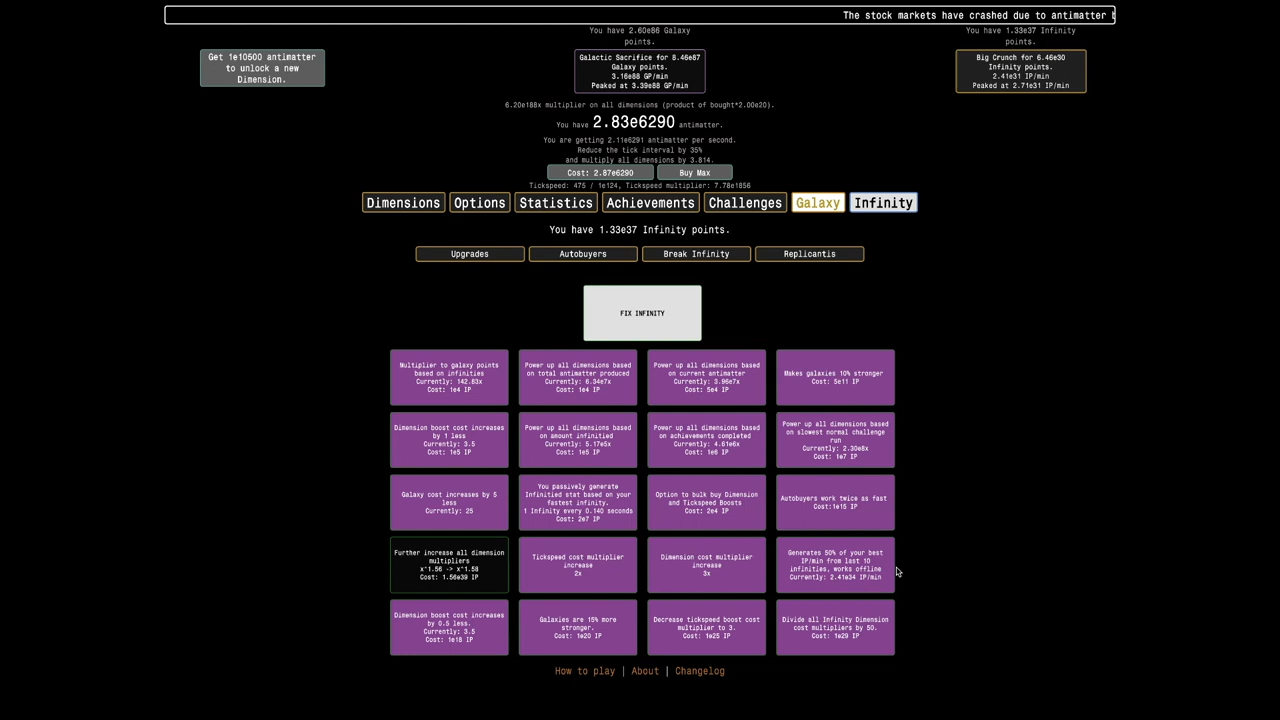 The stock markets have crashed due to antimatter
You have 2.60e86 Galaxy
points.
You have 1.33e37 Infinity
points.
Get 1e10500 antimatter
to unlock a new
Dimension.
Galactic Sacrifice for 8.46e87
Galaxy points.
3.16e88 GP/min
Peaked at 3.39e88 GP/min
Big Crunch for 6.46e30
Infinity points.
2.41e31 IP/min
Peaked at 2.71e31 IP/min
6.20e188x multiplier on all dimensions (product of bought*2.00e20).
You have 2.83e6290 antimatter.
You are getting 2.11e6291 antimatter per second.
Reduce the tick interval by 35%
and multiply all dimensions by 3.814.
Cost: 2.87e6290
Buy Max
Tickspeed: 475 / 1e124, Tickspeed multiplier: 7.78e1856
Dimensions
Options
Statistics
Achievements
Challenges
Galaxy
Infinity
You have 1.33e37 Infinity points.
Upgrades
Autobuyers
Break Infinity
Replicantis
FIX INFINITY
Multiplier to galaxy points
based on infinities
Currently: 142.83x
Cost: 1e4 IP
Power up all dimensions based
on total antimatter produced
Currently: 6.34e7x
Cost: 1e4 IP
Power up all dimensions based
on current antimatter
Currently: 3.96e7x
Cost: 5e4 IP
Makes galaxies 10% stronger
Cost: 5e11 IP
Dimension boost cost increases
by 1 less
Currently: 3.5
Cost: 1e5 IP
Power up all dimensions based
on amount infinitied
Currently: 5.17e5x
Cost: 1e5 IP
Power up all dimensions based
on achievements completed
Currently: 4.61e6x
Cost: 1e6 IP
Power up all dimensions based
on slowest normal challenge
run
Currently: 2.30e8x
Cost: 1e7 IP
Galaxy cost increases by 5
less
Currently: 25
You passively generate
Infinitied stat based on your
fastest infinity.
1 Infinity every 0.140 seconds
Cost: 2e7 IP
Option to bulk buy Dimension
and Tickspeed Boosts
Cost: 2e4 IP
Autobuyers work twice as fast
Cost:1e15 IP
Further increase all dimension
multipliers
x^1.56 -> x^1.58
Cost: 1.56e39 IP
Tickspeed cost multiplier
increase
2x
Dimension cost multiplier
increase
3x
Generates 50% of your best
IP/min from last 10
infinities, works offline
Currently: 2.41e34 IP/min
Dimension boost cost increases
by 0.5 less.
Currently: 3.5
Cost: 1e18 IP
Galaxies are 15% more
stronger.
Cost: 1e20 IP
Decrease tickspeed boost cost
multiplier to 3.
Cost: 1e25 IP
Divide all Infinity Dimension
cost multipliers by 50.
Cost: 1e29 IP
How to play | About | Changelog